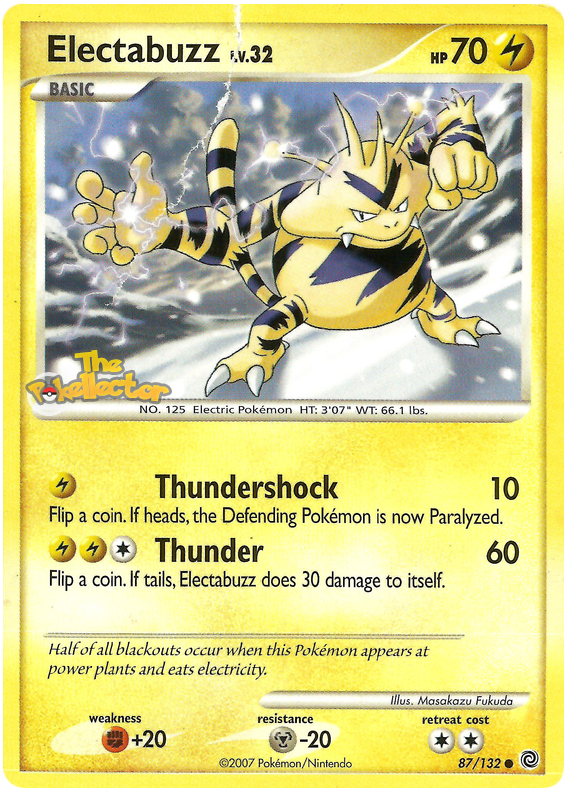 Electabuzz LV.32 HP 70
BASIC
The
Pokellector
NO. 125 Electric Pokémon HT: 3'07" WT: 66.1 lbs.
Thundershock 10
Flip a coin. If heads, the Defending Pokémon is now Paralyzed.
Thunder 60
Flip a coin. If tails, Electabuzz does 30 damage to itself.
Half of all blackouts occur when this Pokémon appears at
power plants and eats electricity.
Illus. Masakazu Fukuda
weakness resistance retreat cost
+20 -20
©2007 Pokémon/Nintendo 87/132